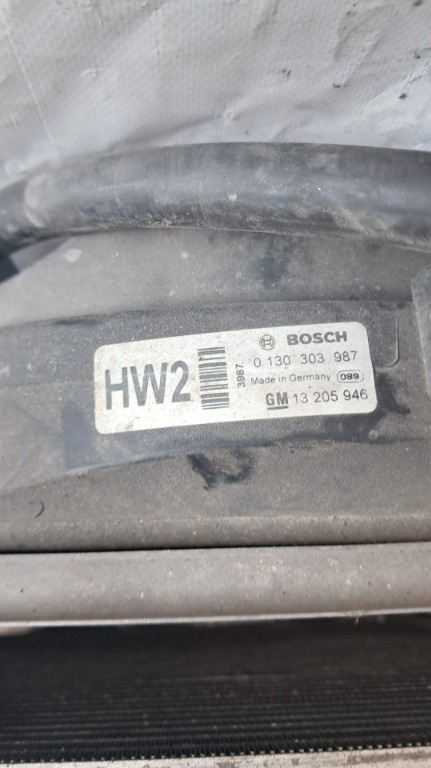 HW2
3987
BOSCH
0 130 303 987
Made in Germany 089
GM 13 205 946